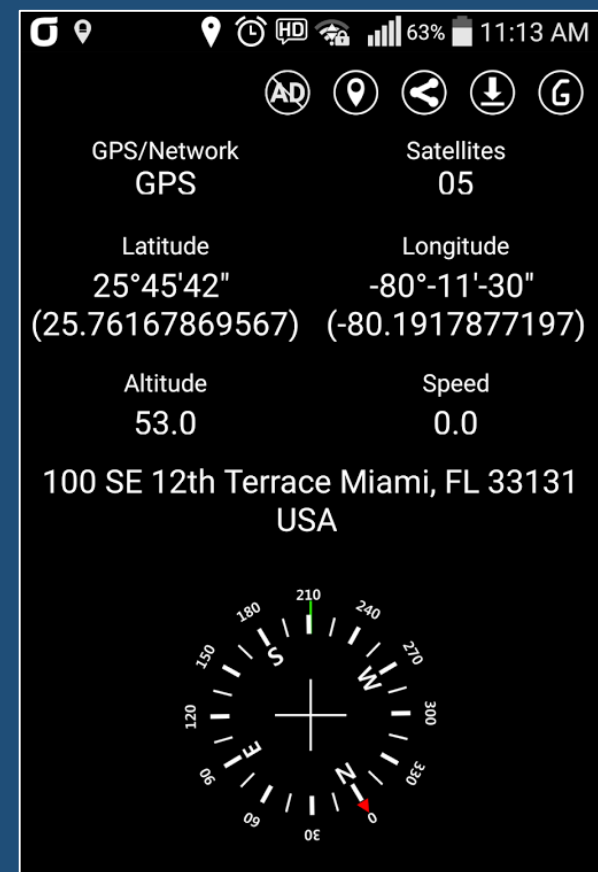 HD 63% 11:13 AM
AD G
GPS/Network Satellites
GPS 05
Latitude Longitude
25°45'42" -80°-11'-30"
(25.76167869567) (-80.1917877197)
Altitude Speed
53.0 0.0
100 SE 12th Terrace Miami, FL 33131
USA
210
180 240
150 S 270
W
120 300
E
90 N 330
60 0
30